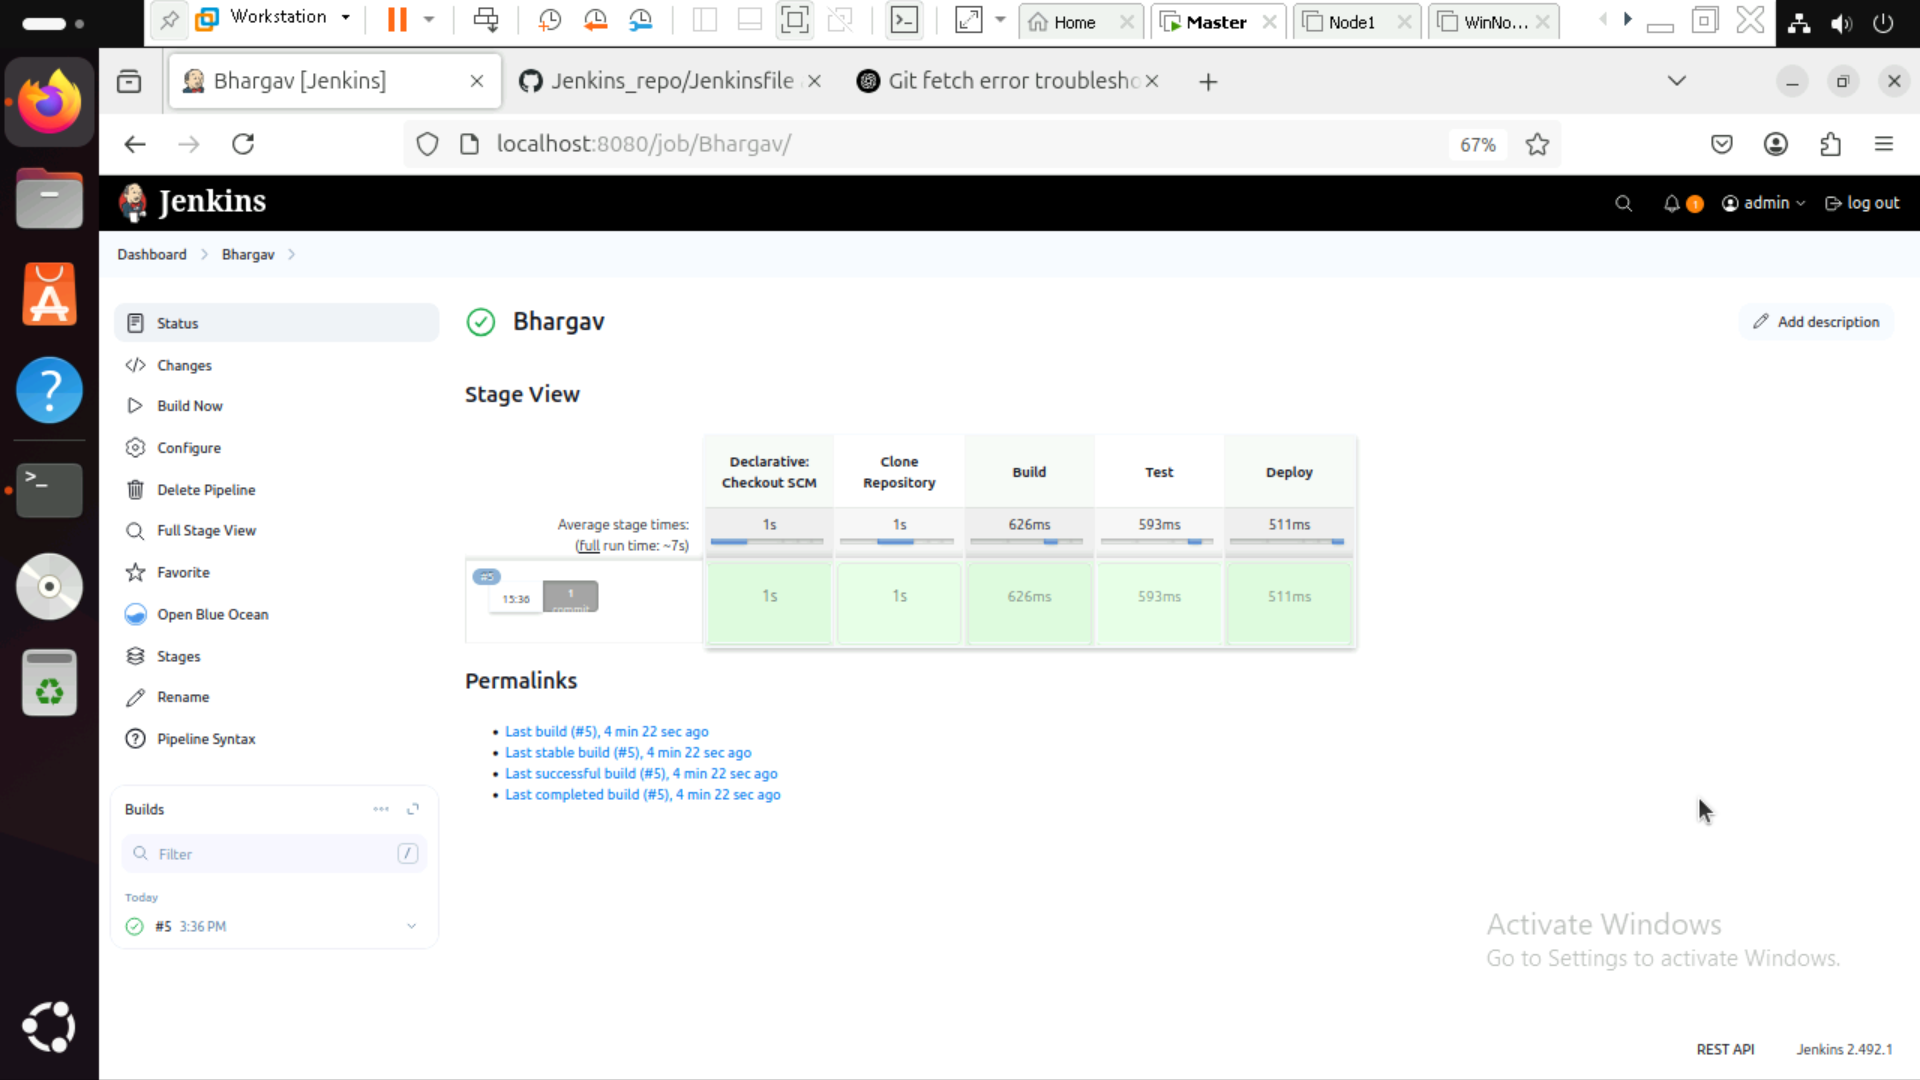 Workstation
Home
Master
Node1
WinNo...
Bhargav [Jenkins]
Jenkins_repo/Jenkinsfile
Git fetch error troublesho
localhost:8080/job/Bhargav/
67%
Jenkins
1
admin
log out
Dashboard
Bhargav
Status
Changes
Build Now
Configure
Delete Pipeline
Full Stage View
Favorite
Open Blue Ocean
Stages
Rename
Pipeline Syntax
Builds
Filter
/
Today
#5 3:36 PM
Bhargav
Add description
Stage View
Declarative:
Checkout SCM
Clone
Repository
Build
Test
Deploy
Average stage times:
(full run time: ~7s)
1s
1s
626ms
593ms
511ms
#5
15:36
1
commit
1s
1s
626ms
593ms
511ms
Permalinks
Last build (#5), 4 min 22 sec ago
Last stable build (#5), 4 min 22 sec ago
Last successful build (#5), 4 min 22 sec ago
Last completed build (#5), 4 min 22 sec ago
Activate Windows
Go to Settings to activate Windows.
REST API
Jenkins 2.492.1